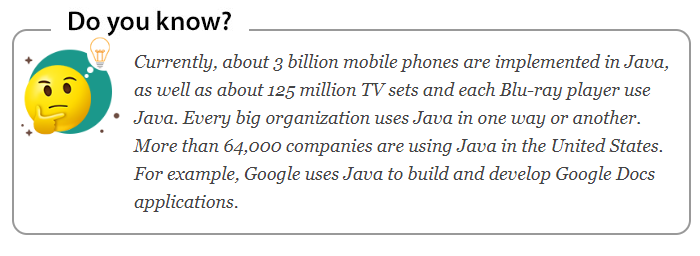 Do you know?
Currently, about 3 billion mobile phones are implemented in Java,
as well as about 125 million TV sets and each Blu-ray player use
Java. Every big organization uses Java in one way or another.
More than 64,000 companies are using Java in the United States.
For example, Google uses Java to build and develop Google Docs
applications.